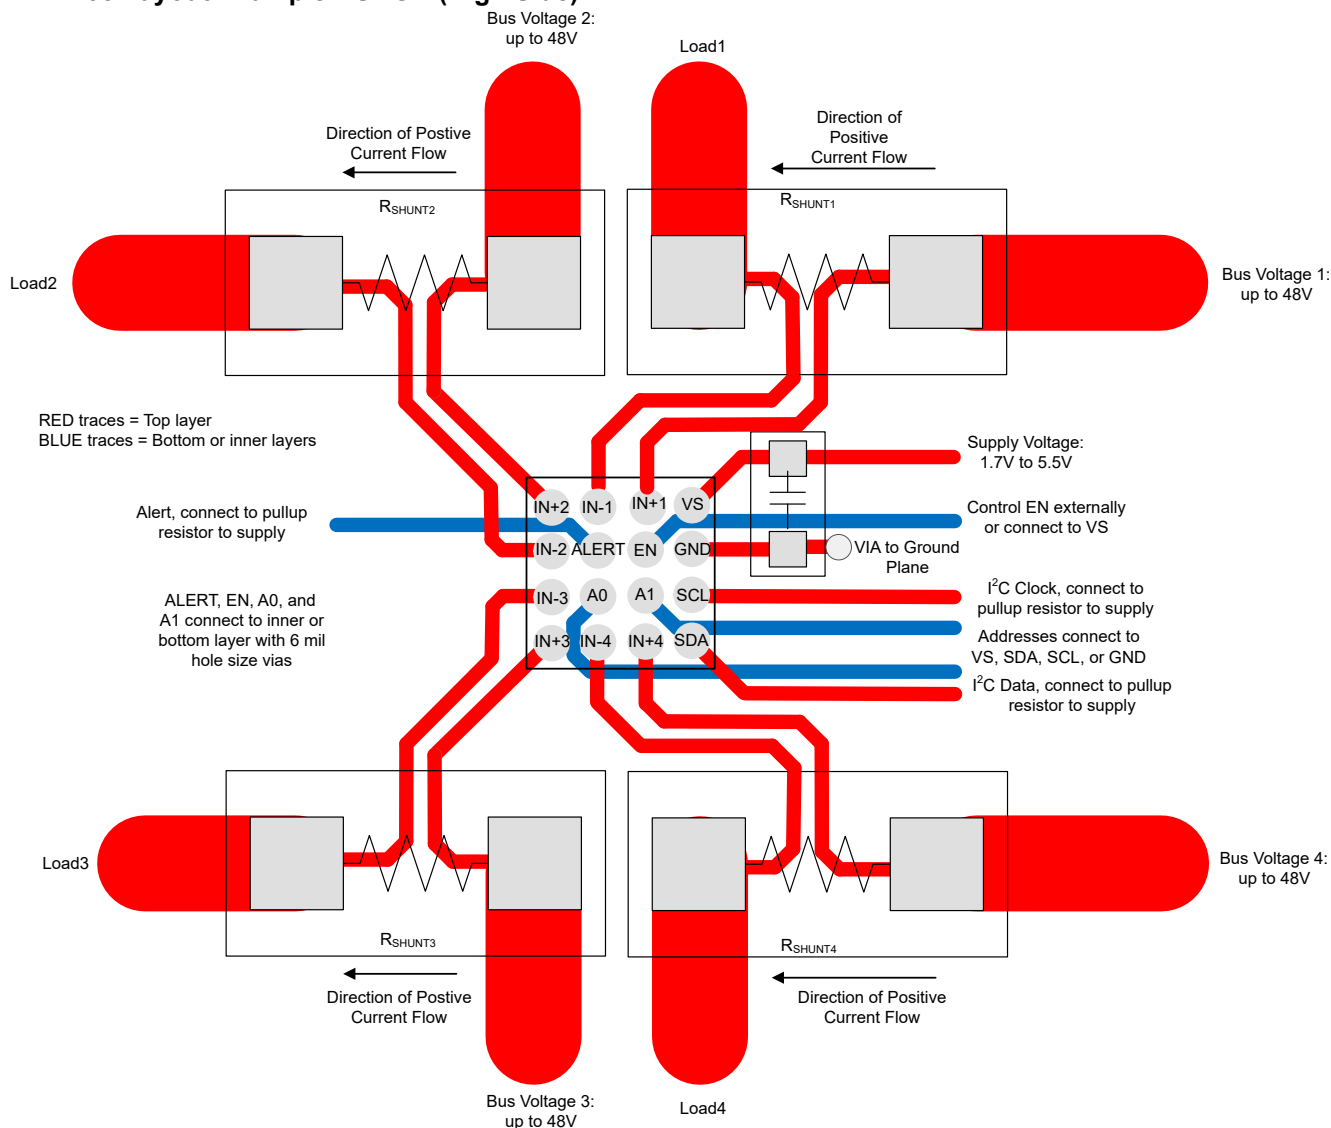 Bus Voltage 2:
up to 48V
Load1
Direction of Postive
Current Flow
Direction of
Positive
Current Flow
RSHUNT2
RSHUNT1
Load2
Bus Voltage 1:
up to 48V
RED traces = Top layer
BLUE traces = Bottom or inner layers
Supply Voltage:
1.7V to 5.5V
Alert, connect to pullup
resistor to supply
Control EN externally
or connect to VS
IN+2 IN-1 IN+1 VS
IN-2 ALERT EN GND
VIA to Ground
Plane
IN-3 A0 A1 SCL
IN+3 IN-4 IN+4 SDA
ALERT, EN, A0, and
A1 connect to inner or
bottom layer with 6 mil
hole size vias
I2C Clock, connect to
pullup resistor to supply
Addresses connect to
VS, SDA, SCL, or GND
I2C Data, connect to pullup
resistor to supply
Load3
Bus Voltage 4:
up to 48V
RSHUNT3
RSHUNT4
Direction of Postive
Current Flow
Direction of Positive
Current Flow
Bus Voltage 3:
up to 48V
Load4